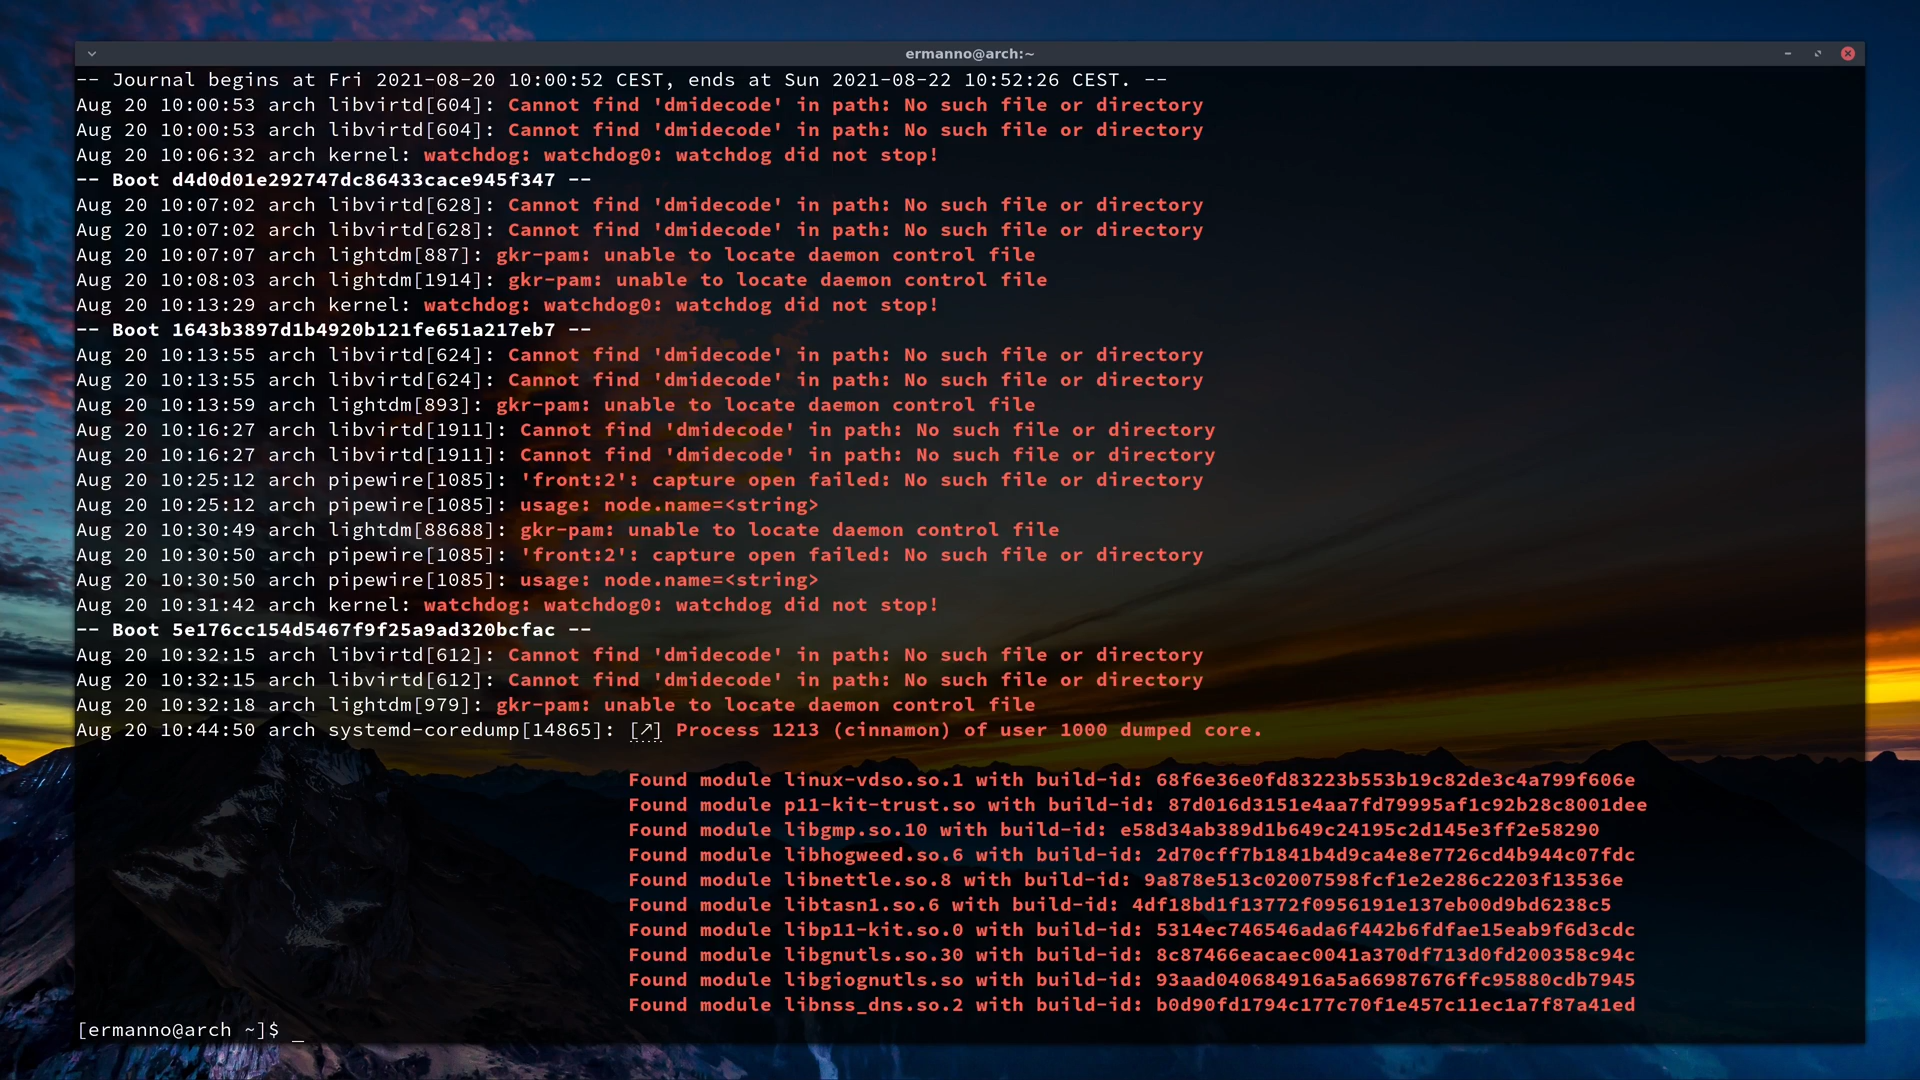 ermanno@arch:~
-- Journal begins at Fri 2021-08-20 10:00:52 CEST, ends at Sun 2021-08-22 10:52:26 CEST. --
Aug 20 10:00:53 arch libvirtd[604]: Cannot find 'dmidecode' in path: No such file or directory
Aug 20 10:00:53 arch libvirtd[604]: Cannot find 'dmidecode' in path: No such file or directory
Aug 20 10:06:32 arch kernel: watchdog: watchdog0: watchdog did not stop!
-- Boot d4d0d01e292747dc86433cace945f347 --
Aug 20 10:07:02 arch libvirtd[628]: Cannot find 'dmidecode' in path: No such file or directory
Aug 20 10:07:02 arch libvirtd[628]: Cannot find 'dmidecode' in path: No such file or directory
Aug 20 10:07:07 arch lightdm[887]: gkr-pam: unable to locate daemon control file
Aug 20 10:08:03 arch lightdm[1914]: gkr-pam: unable to locate daemon control file
Aug 20 10:13:29 arch kernel: watchdog: watchdog0: watchdog did not stop!
-- Boot 1643b3897d1b4920b121fe651a217eb7 --
Aug 20 10:13:55 arch libvirtd[624]: Cannot find 'dmidecode' in path: No such file or directory
Aug 20 10:13:55 arch libvirtd[624]: Cannot find 'dmidecode' in path: No such file or directory
Aug 20 10:13:59 arch lightdm[893]: gkr-pam: unable to locate daemon control file
Aug 20 10:16:27 arch libvirtd[1911]: Cannot find 'dmidecode' in path: No such file or directory
Aug 20 10:16:27 arch libvirtd[1911]: Cannot find 'dmidecode' in path: No such file or directory
Aug 20 10:25:12 arch pipewire[1085]: 'front:2': capture open failed: No such file or directory
Aug 20 10:25:12 arch pipewire[1085]: usage: node.name=<string>
Aug 20 10:30:49 arch lightdm[88688]: gkr-pam: unable to locate daemon control file
Aug 20 10:30:50 arch pipewire[1085]: 'front:2': capture open failed: No such file or directory
Aug 20 10:30:50 arch pipewire[1085]: usage: node.name=<string>
Aug 20 10:31:42 arch kernel: watchdog: watchdog0: watchdog did not stop!
-- Boot 5e176cc154d5467f9f25a9ad320bcfac --
Aug 20 10:32:15 arch libvirtd[612]: Cannot find 'dmidecode' in path: No such file or directory
Aug 20 10:32:15 arch libvirtd[612]: Cannot find 'dmidecode' in path: No such file or directory
Aug 20 10:32:18 arch lightdm[979]: gkr-pam: unable to locate daemon control file
Aug 20 10:44:50 arch systemd-coredump[14865]: [↗] Process 1213 (cinnamon) of user 1000 dumped core.
Found module linux-vdso.so.1 with build-id: 68f6e36e0fd83223b553b19c82de3c4a799f606e
Found module p11-kit-trust.so with build-id: 87d016d3151e4aa7fd79995af1c92b28c8001dee
Found module libgmp.so.10 with build-id: e58d34ab389d1b649c24195c2d145e3ff2e58290
Found module libhogweed.so.6 with build-id: 2d70cff7b1841b4d9ca4e8e7726cd4b944c07fdc
Found module libnettle.so.8 with build-id: 9a878e513c02007598fcf1e2e286c2203f13536e
Found module libtasn1.so.6 with build-id: 4df18bd1f13772f0956191e137eb00d9bd6238c5
Found module libp11-kit.so.0 with build-id: 5314ec746546ada6f442b6fdfae15eab9f6d3cdc
Found module libgnutls.so.30 with build-id: 8c87466eacaec0041a370df713d0fd200358c94c
Found module libgiognutls.so with build-id: 93aad040684916a5a66987676ffc95880cdb7945
Found module libnss_dns.so.2 with build-id: b0d90fd1794c177c70f1e457c11ec1a7f87a41ed
[ermanno@arch ~]$ _